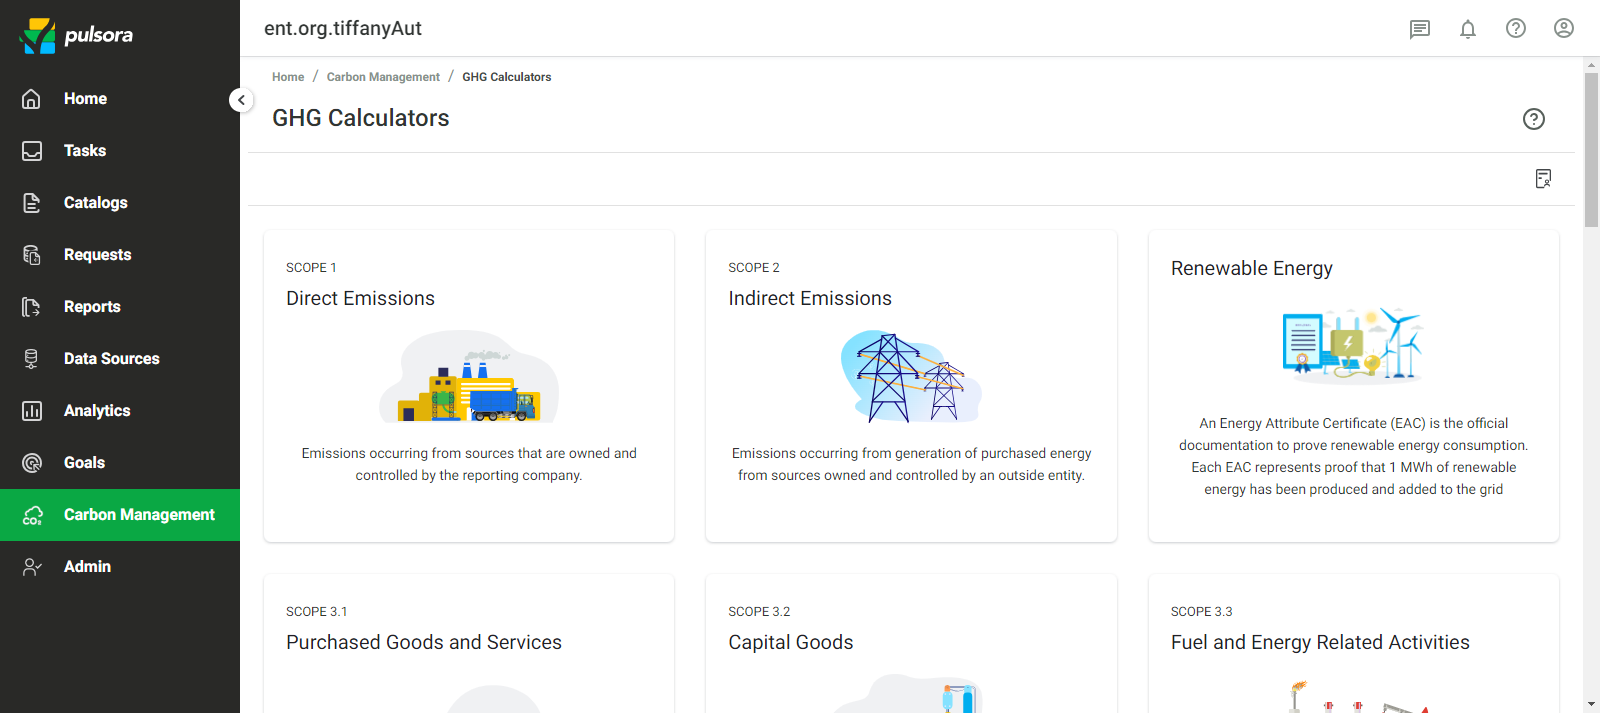 pulsora
ent.org.tiffanyAut
Home
Tasks
Catalogs
Requests
Reports
Data Sources
Analytics
Goals
CO₂
Carbon Management
Admin
Home / Carbon Management / GHG Calculators
GHG Calculators
SCOPE 1
Direct Emissions
Emissions occurring from sources that are owned and
controlled by the reporting company.
SCOPE 2
Indirect Emissions
Emissions occurring from generation of purchased energy
from sources owned and controlled by an outside entity.
Renewable Energy
An Energy Attribute Certificate (EAC) is the official
documentation to prove renewable energy consumption.
Each EAC represents proof that 1 MWh of renewable
energy has been produced and added to the grid
SCOPE 3.1
Purchased Goods and Services
SCOPE 3.2
Capital Goods
SCOPE 3.3
Fuel and Energy Related Activities